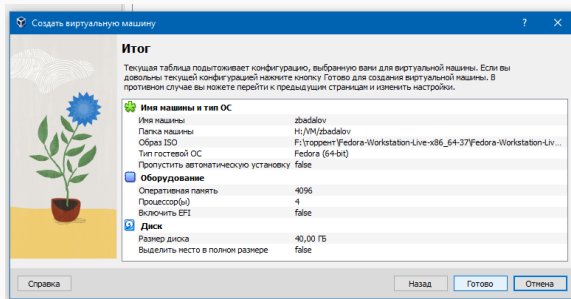 Создать виртуальную машину
Итог
Текущая таблица подытоживает конфигурацию, выбранную вами для виртуальной машины. Если вы
довольны текущей конфигурацией нажмите кнопку Готово для создания виртуальной машины. В
противном случае вы можете перейти к предыдущим страницам и изменить настройки.
Имя машины и тип ОС
Имя машины zbadalov
Папка машины H:/VM/zbadalov
Образ ISO F:\торрент\Fedora-Workstation-Live-x86_64-37\Fedora-Workstation-Liv...
Тип гостевой ОС Fedora (64-bit)
Пропустить автоматическую установку false
Оборудование
Оперативная память 4096
Процессор(ы) 4
Включить EFI false
Диск
Размер диска 40,00 ГБ
Выделить место в полном размере false
Справка Назад Готово Отмена